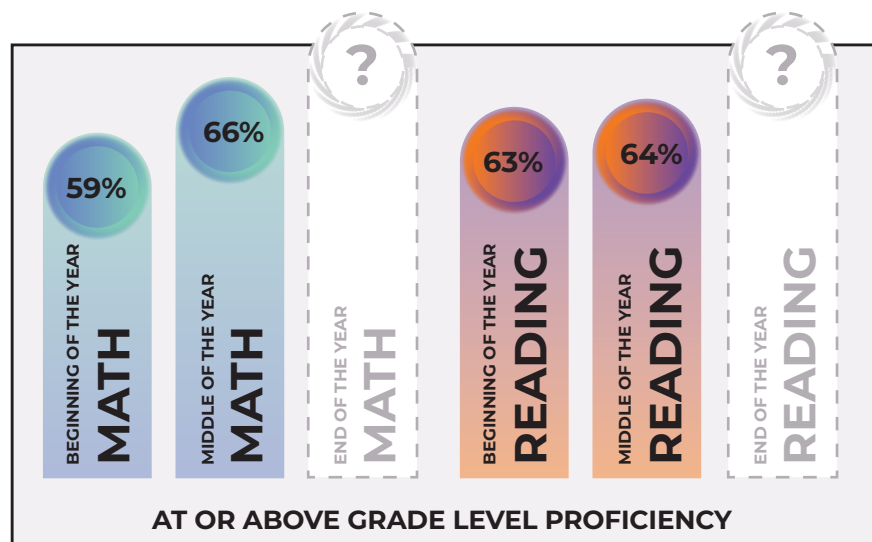 59%
BEGINNING OF THE YEAR
MATH
66%
MIDDLE OF THE YEAR
MATH
?
END OF THE YEAR
MATH
63%
BEGINNING OF THE YEAR
READING
64%
MIDDLE OF THE YEAR
READING
?
END OF THE YEAR
READING
AT OR ABOVE GRADE LEVEL PROFICIENCY